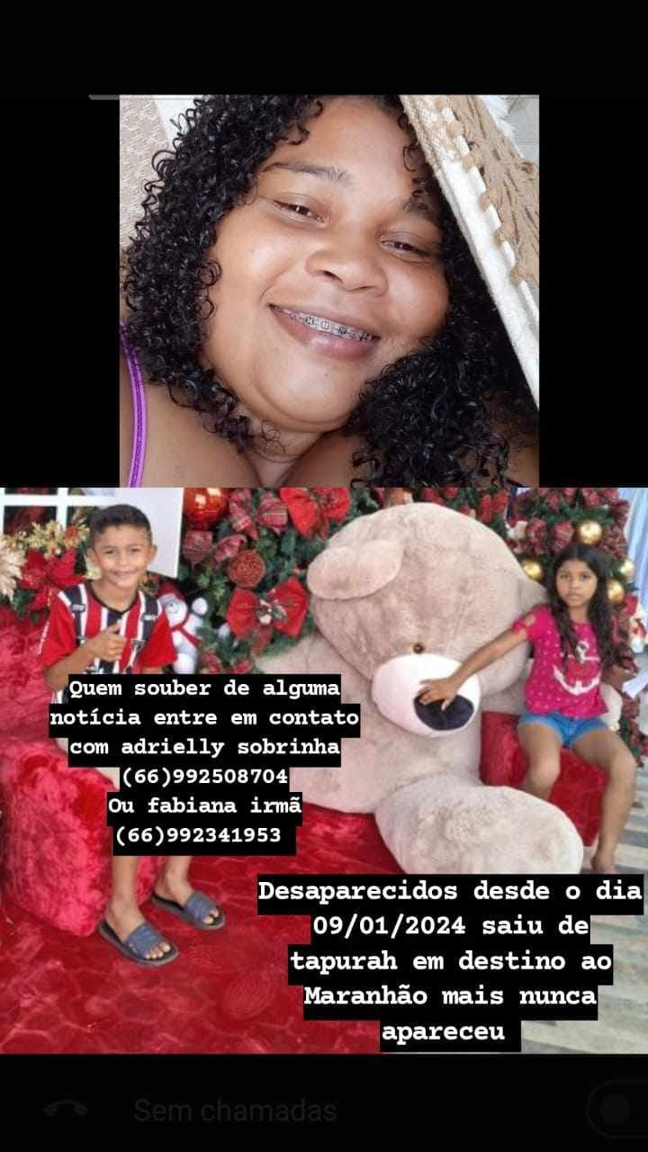 Quem souber de alguma
notícia entre em contato
com adrielly sobrinha
(66)992508704
Ou fabiana irmã
(66)992341953
Desaparecidos desde o dia
09/01/2024 saiu de
tapurah em destino ao
Maranhão mais nunca
apareceu
Sem chamadas